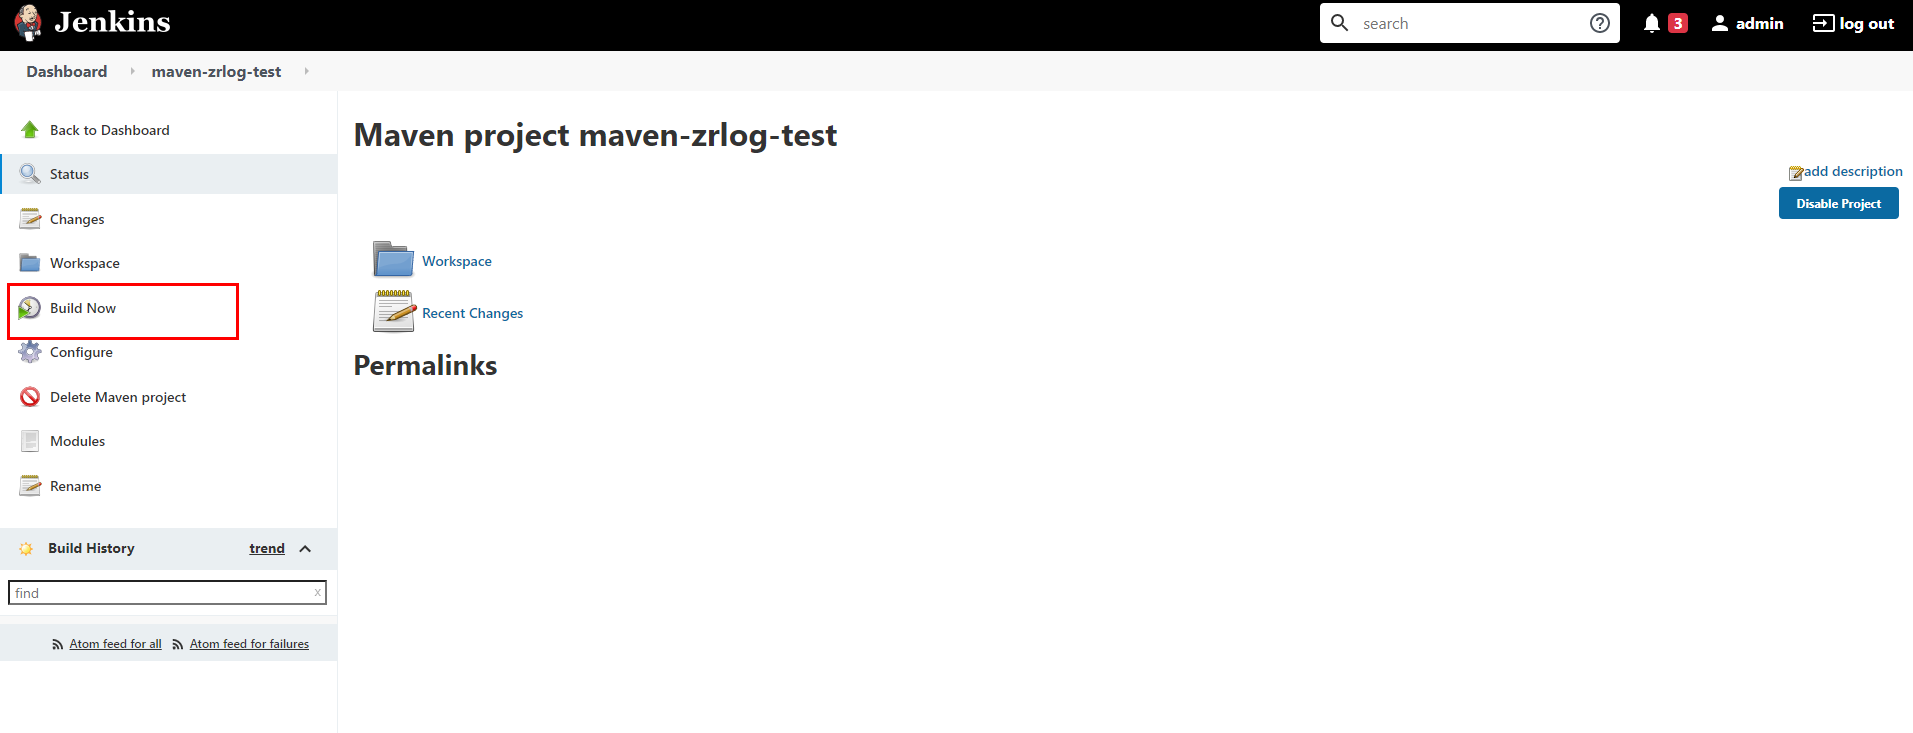 Jenkins
search
3
admin
log out
Dashboard
maven-zrlog-test
Back to Dashboard
Status
Changes
Workspace
Build Now
Configure
Delete Maven project
Modules
Rename
Build History
trend
find
x
Atom feed for all
Atom feed for failures
Maven project maven-zrlog-test
add description
Disable Project
Workspace
Recent Changes
Permalinks